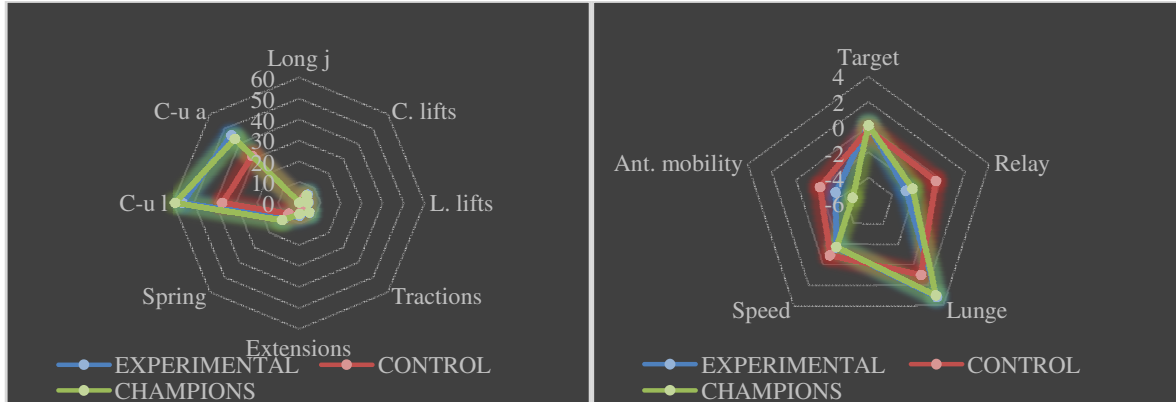 Long j
60
50
40
30
20
10
0
C-u a
C. lifts
C-u l
L. lifts
Spring
Tractions
Extensions
EXPERIMENTAL
CONTROL
CHAMPIONS
Target
4
2
0
-2
-4
-6
Ant. mobility
Relay
Speed
Lunge
EXPERIMENTAL
CONTROL
CHAMPIONS